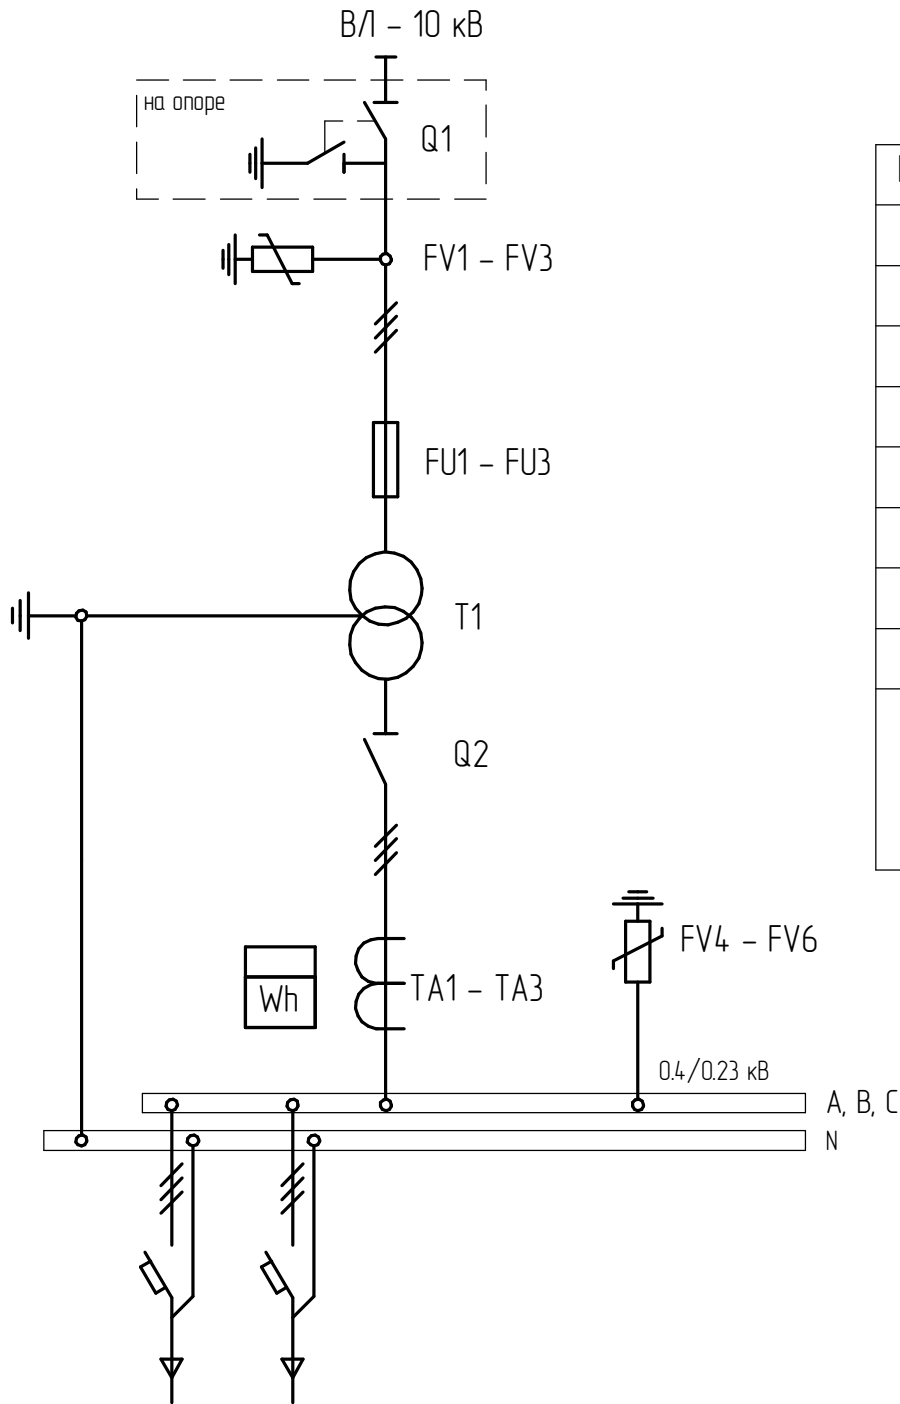 ВЛ – 10 кВ
на опоре
Q1
FV1 – FV3
FU1 – FU3
T1
Q2
FV4 – FV6
Wh
TA1 – TA3
0.4/0.23 кВ
A, B, C
N